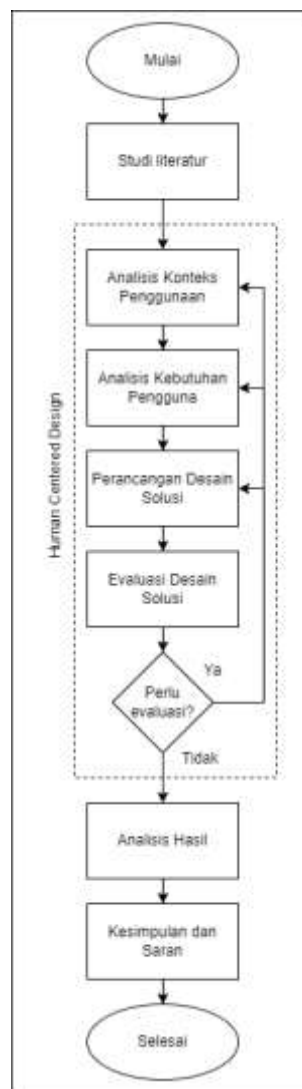 Mulai
Studi literatur
Human Centered Design
Analisis Konteks
Penggunaan
Analisis Kebutuhan
Pengguna
Perancangan Desain
Solusi
Evaluasi Desain
Solusi
Perlu
evaluasi?
Ya
Tidak
Analisis Hasil
Kesimpulan dan
Saran
Selesai